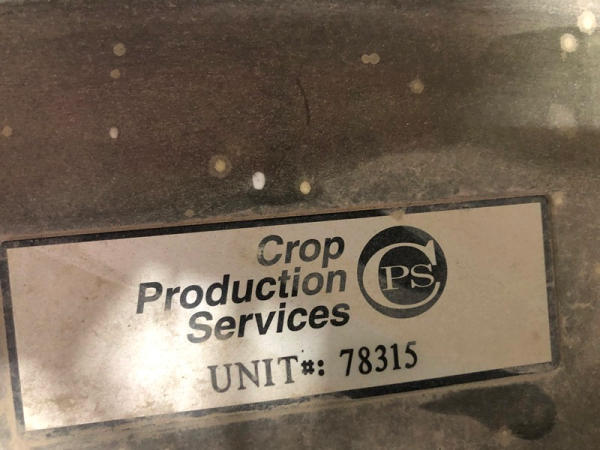 Crop
Production
Services
CPS
UNIT#: 78315